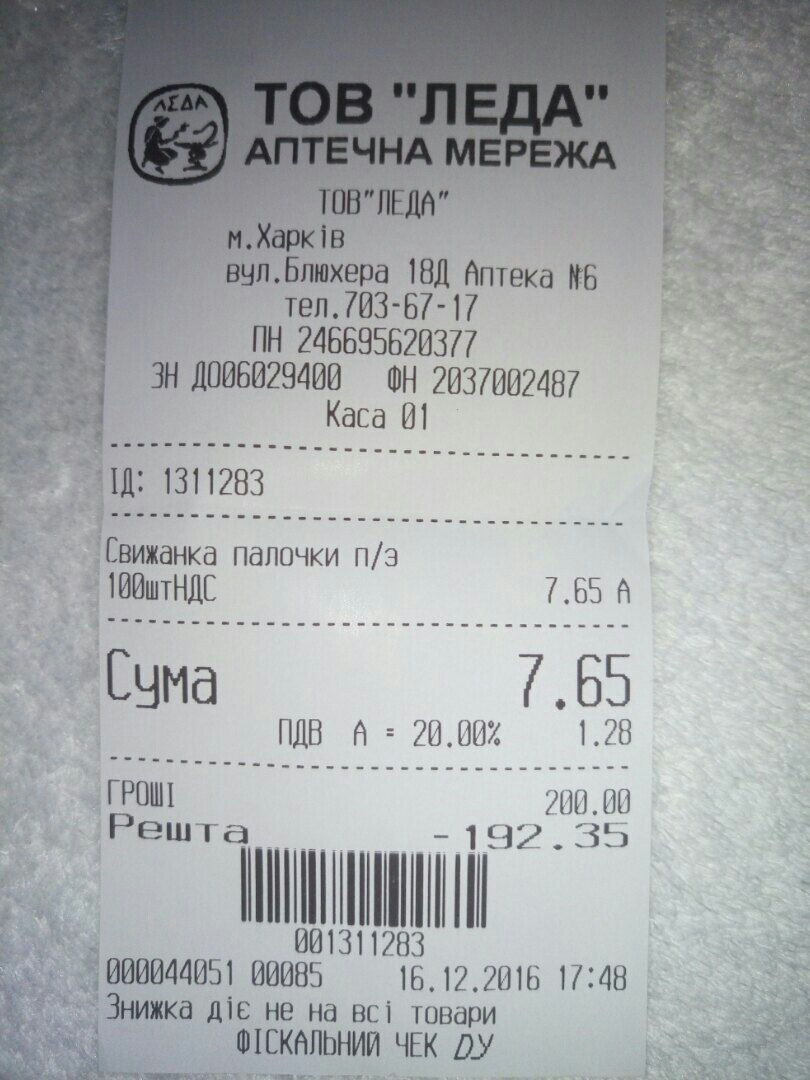 ΛΕΔΑ
ТОВ "ЛЕДА"
АПТЕЧНА МЕРЕЖА
ТОВ"ЛЕДА"
м.Харків
вул.Блюхера 18Д Аптека №6
тел.703-67-17
ПН 246695620377
ЗН ДО06029400 ФН 2037002487
Каса 01
ІД: 1311283
Свижанка палочки п/э
100штНДС 7.65 А
Сума 7.65
ПДВ А = 20.00% 1.28
ГРОШІ 200.00
Решта -192.35
001311283
000044051 00085 16.12.2016 17:48
Знижка діє не на всі товари
ФІСКАЛЬНИЙ ЧЕК ДУ